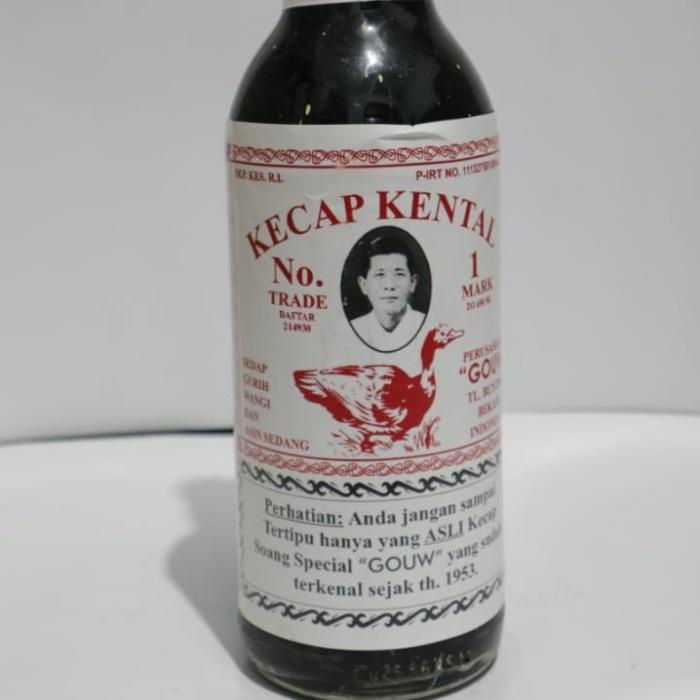 DEP. KES. R.I.
P-IRT NO.
KECAP KENTAL
No. 1
TRADE MARK
DAFTAR
214930
SEDAP
GURIH
WANGI
DAN
ASIN SEDANG
"GOUW"
Perhatian: Anda jangan sampai
Tertipu hanya yang ASLI Kecap
Soang Special "GOUW" yang sudah
terkenal sejak th. 1953.